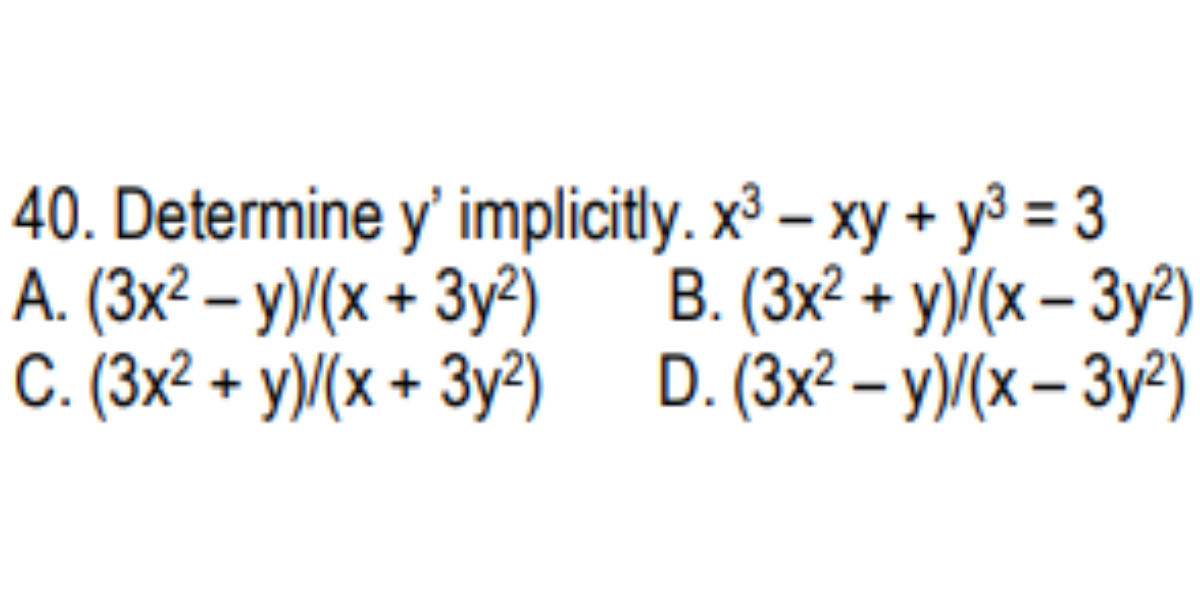 40. Determine y’ implicitly. x³ – xy + y³ = 3
A. (3x² – y)/(x + 3y²) B. (3x² + y)/(x – 3y²)
C. (3x² + y)/(x + 3y²) D. (3x² – y)/(x – 3y²)